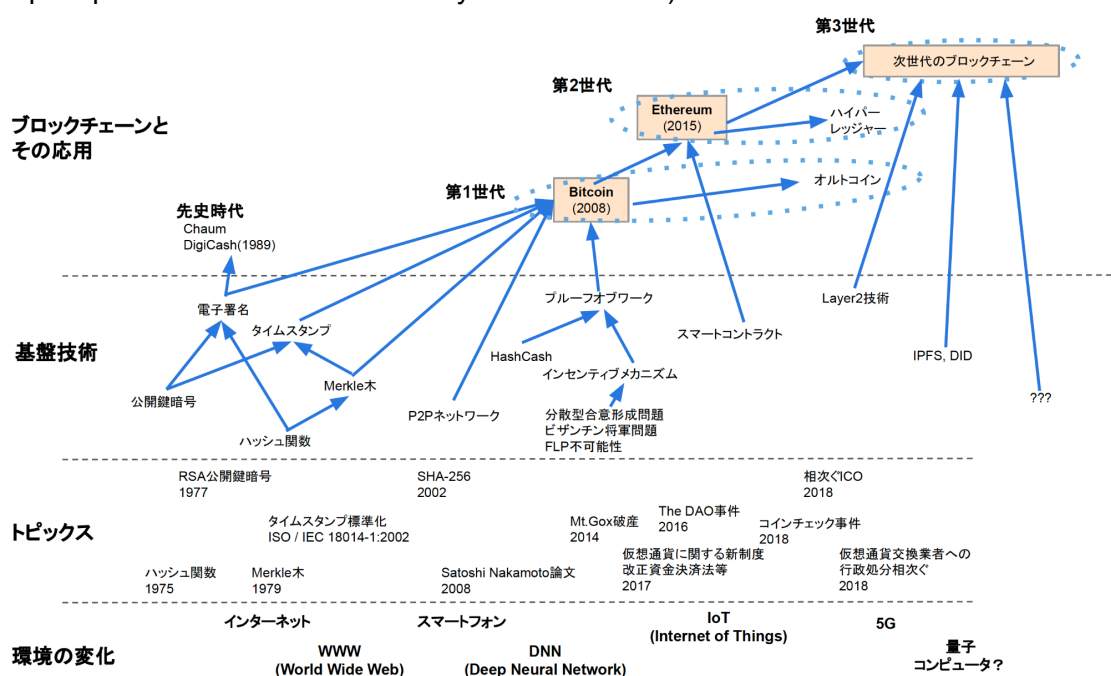 第3世代
次世代のブロックチェーン
第2世代
Ethereum
(2015)
ハイパー
レッジャー
ブロックチェーンと
その応用
第1世代
Bitcoin
(2008)
オルトコイン
先史時代
Chaum
DigiCash(1989)
基盤技術
電子署名
タイムスタンプ
プルーフオブワーク
Layer2技術
スマートコントラクト
HashCash
IPFS, DID
インセンティブメカニズム
Merkle木
公開鍵暗号
???
P2Pネットワーク
分散型合意形成問題
ビザンチン将軍問題
FLP不可能性
ハッシュ関数
トピックス
RSA公開鍵暗号
1977
SHA-256
2002
相次ぐICO
2018
タイムスタンプ標準化
ISO / IEC 18014-1:2002
Mt.Gox破産
2014
The DAO事件
2016
コインチェック事件
2018
仮想通貨に関する新制度
改正資金決済法等
2017
仮想通貨交換業者への
行政処分相次ぐ
2018
ハッシュ関数
1975
Merkle木
1979
Satoshi Nakamoto論文
2008
環境の変化
インターネット
スマートフォン
IoT
(Internet of Things)
5G
WWW
(World Wide Web)
DNN
(Deep Neural Network)
量子
コンピュータ？